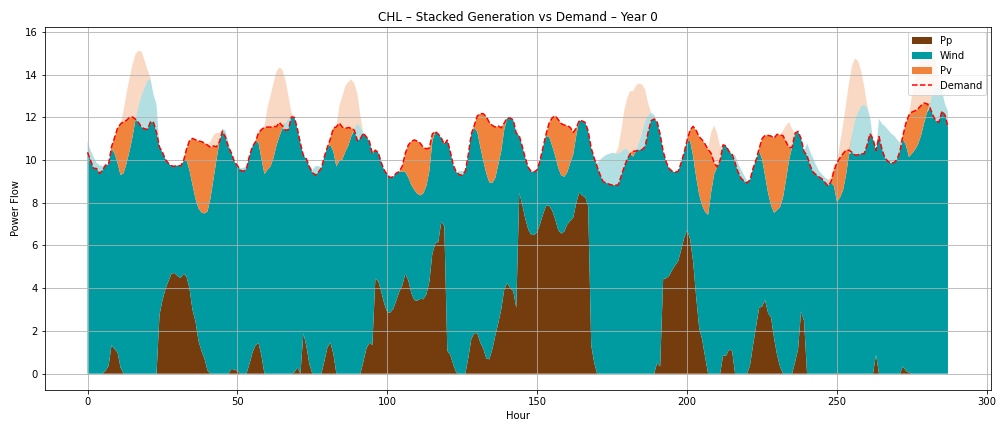 CHL – Stacked Generation vs Demand – Year 0
Power Flow
16
14
12
10
8
6
4
2
0
0 50 100 150 200 250 300
Hour
Pp
Wind
Pv
Demand